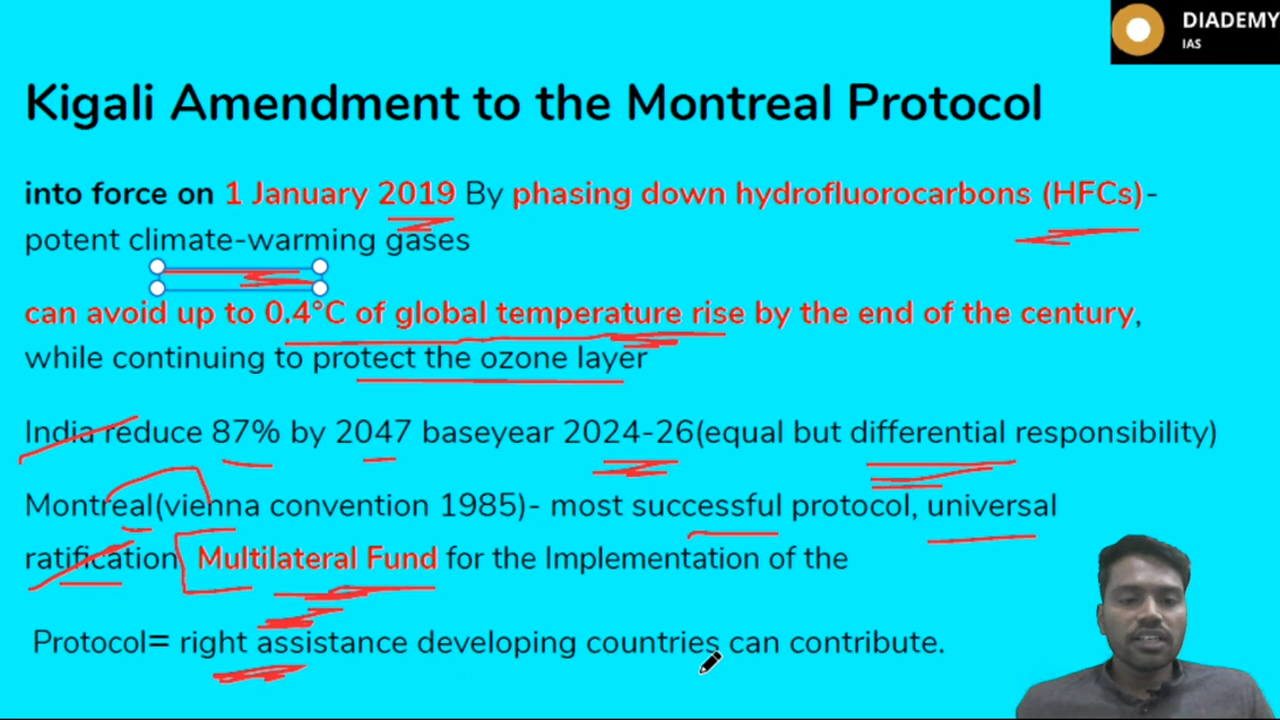 DIADEMY
IAS
Kigali Amendment to the Montreal Protocol
into force on 1 January 2019 By phasing down hydrofluorocarbons (HFCs)-
potent climate-warming gases
can avoid up to 0.4°C of global temperature rise by the end of the century,
while continuing to protect the ozone layer
India reduce 87% by 2047 baseyear 2024-26(equal but differential responsibility)
Montreal(vienna convention 1985)- most successful protocol, universal
ratification Multilateral Fund for the Implementation of the
Protocol= right assistance developing countries can contribute.